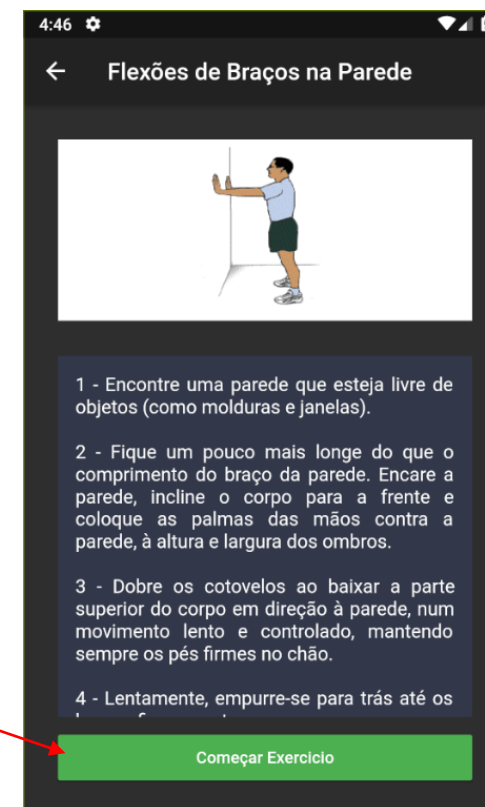 4:46
Flexões de Braços na Parede
1 - Encontre uma parede que esteja livre de
objetos (como molduras e janelas).
2 - Fique um pouco mais longe do que o
comprimento do braço da parede. Encare a
parede, incline o corpo para a frente e
coloque as palmas das mãos contra a
parede, à altura e largura dos ombros.
3 - Dobre os cotovelos ao baixar a parte
superior do corpo em direção à parede, num
movimento lento e controlado, mantendo
sempre os pés firmes no chão.
4 - Lentamente, empurre-se para trás até os
Começar Exercicio